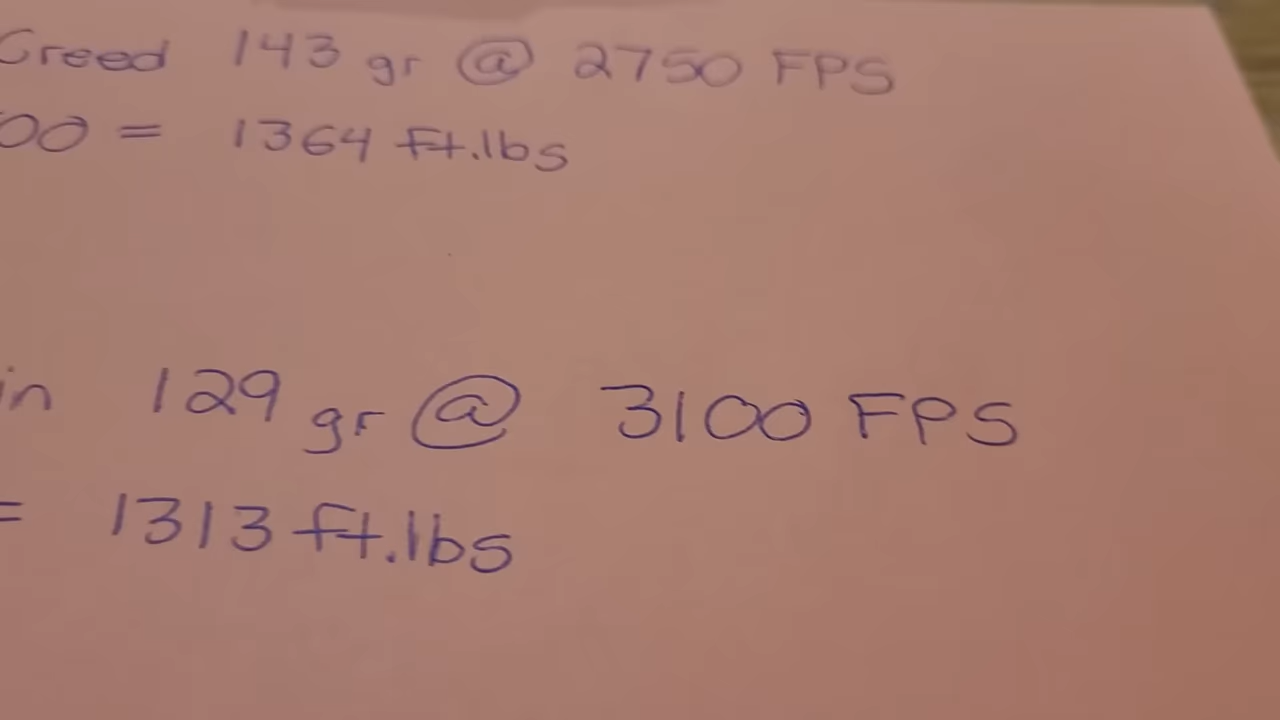 Creed 143 gr @ 2750 FPS
00 = 1364 ft.lbs
in 129 gr @ 3100 FPS
= 1313 ft.lbs